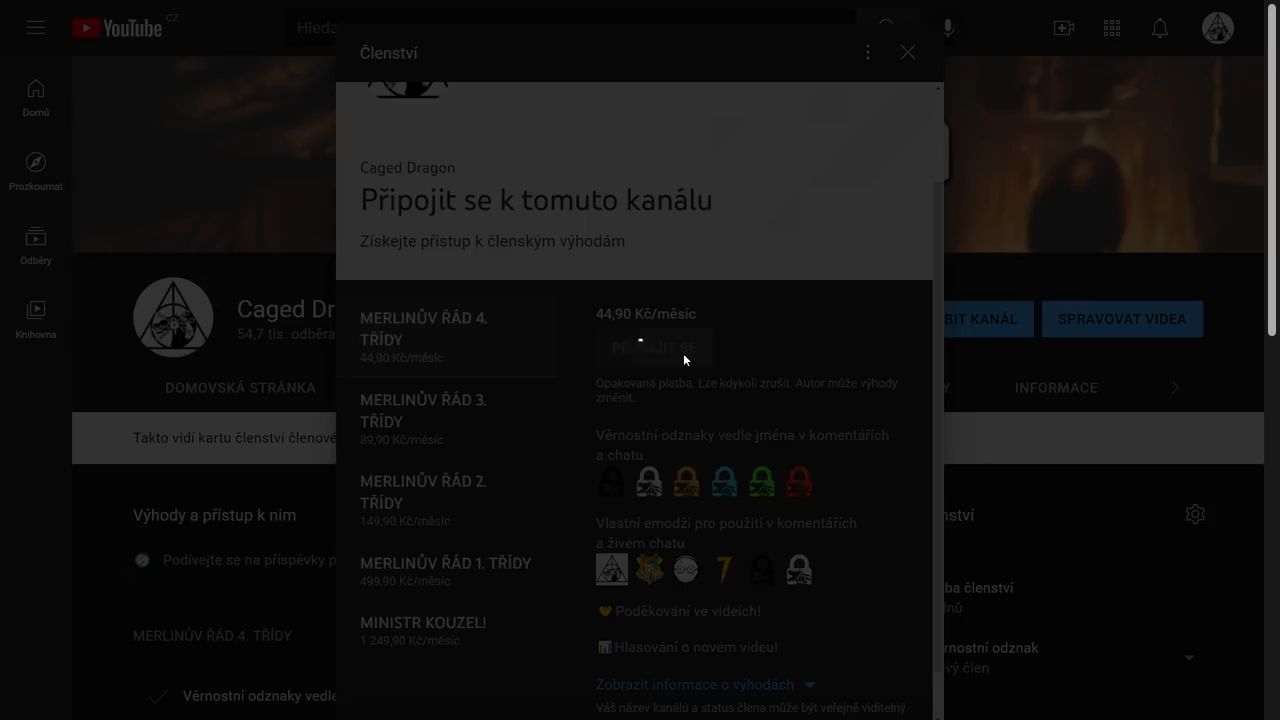 YouTube CZ
Hleda
Členství
Domů
Prozkoumat
Odběry
Knihovna
Caged Dragon
Připojit se k tomuto kanálu
Získejte přístup k členským výhodám
Caged Dr
54,7 tis. odběra
BIT KANÁL
SPRAVOVAT VIDEA
DOMOVSKÁ STRÁNKA
Y
INFORMACE
Takto vidí kartu členství členové
Výhody a přístup k nim
Podívejte se na příspěvky p
MERLINŮV ŘÁD 4. TŘÍDY
Věrnostní odznaky vedle
MERLINŮV ŘÁD 4.
TŘÍDY
44,90 Kč/měsíc
MERLINŮV ŘÁD 3.
TŘÍDY
89,90 Kč/měsíc
MERLINŮV ŘÁD 2.
TŘÍDY
149,90 Kč/měsíc
MERLINŮV ŘÁD 1. TŘÍDY
499,90 Kč/měsíc
MINISTR KOUZEL!
1 249,90 Kč/měsíc
44,90 Kč/měsíc
PŘIPOJIT SE
Opakovaná platba. Lze kdykoli zrušit. Autor může výhody
změnit.
Věrnostní odznaky vedle jména v komentářích
a chatu
Vlastní emodži pro použití v komentářích
a živém chatu
7
Poděkování ve videích!
Hlasování o novém videu!
Zobrazit informace o výhodách
Váš název kanálu a status člena může být veřejně viditelný
nství
ba členství
lnů
rnostní odznak
vý člen